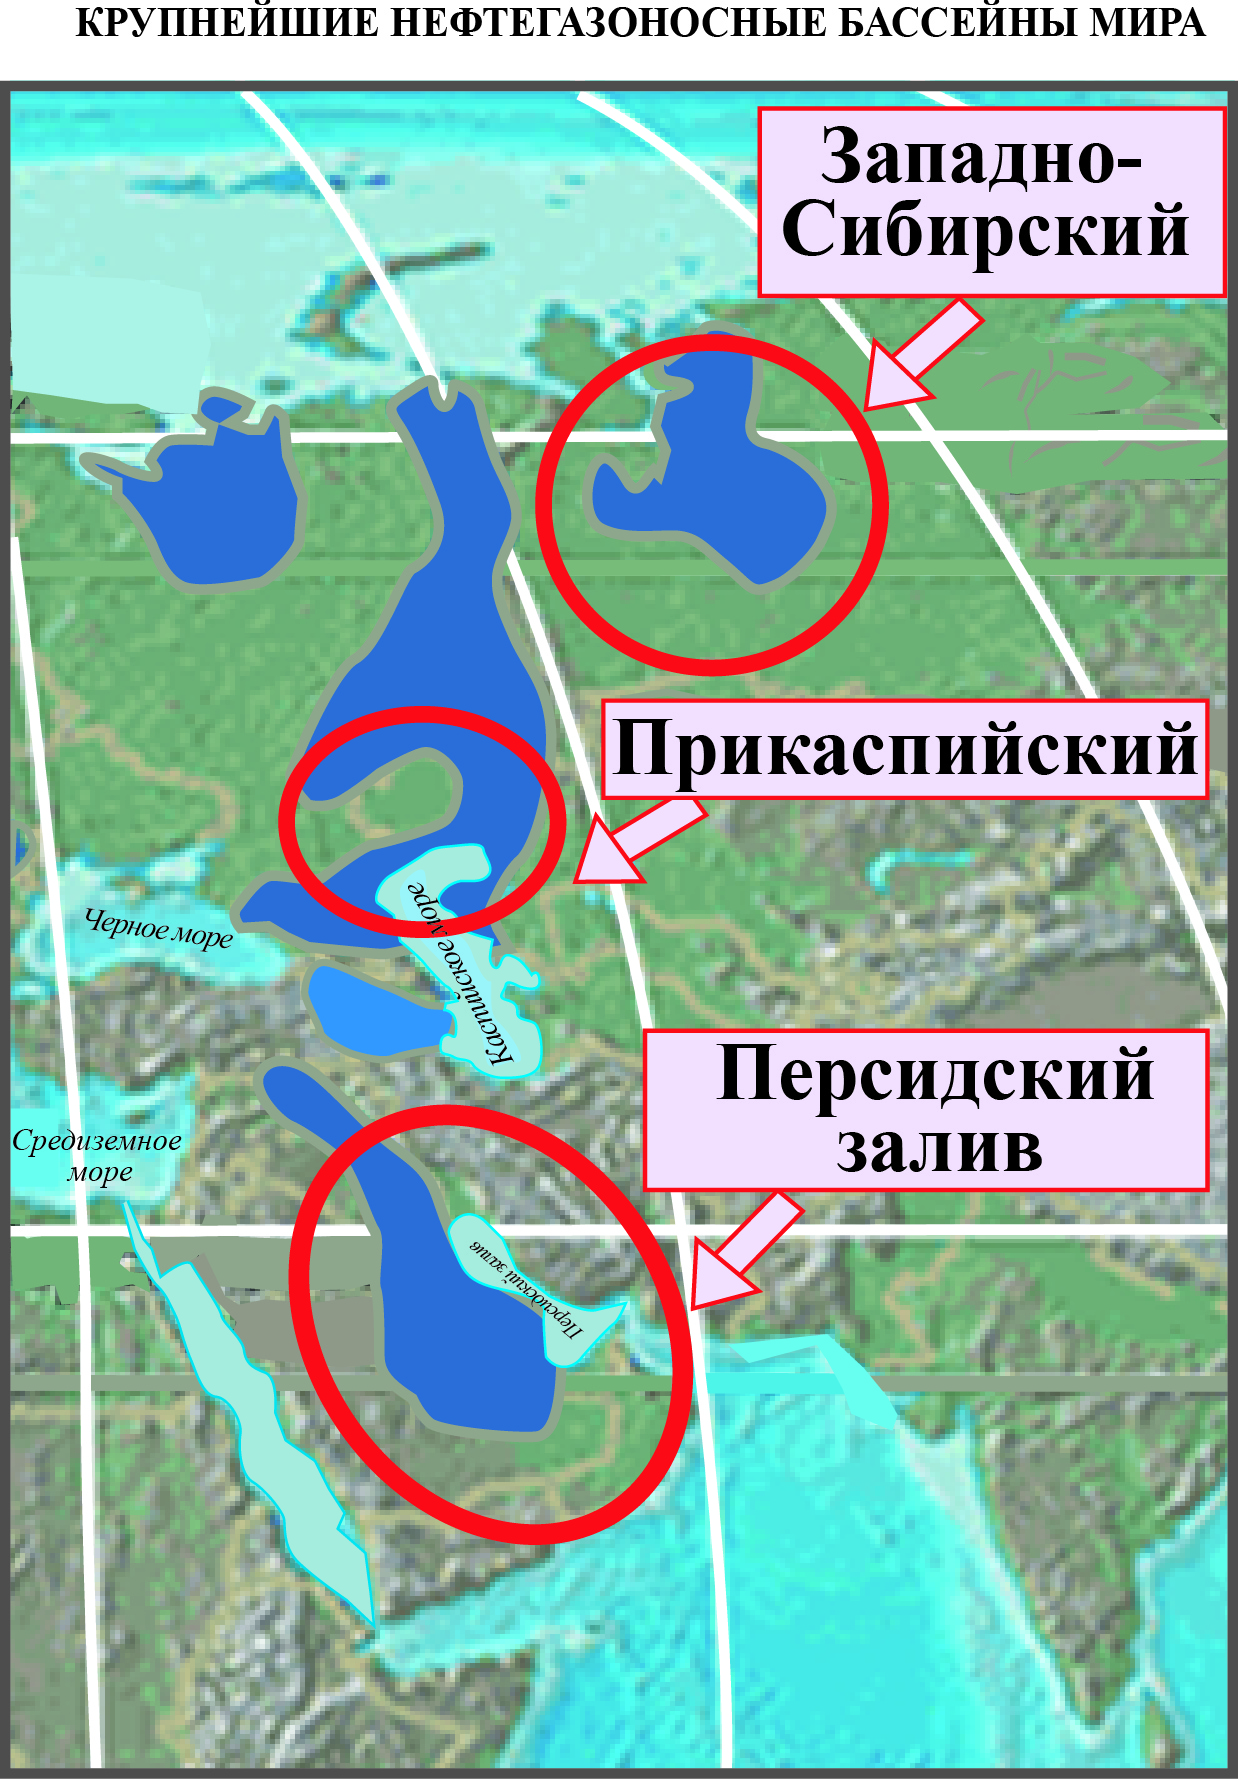 КРУПНЕЙШИЕ НЕФТЕГАЗОНОСНЫЕ БАССЕЙНЫ МИРА
Западно-
Сибирский
Прикаспийский
Черное море
Каспийское море
Персидский
залив
Средиземное
море
Персидский залив